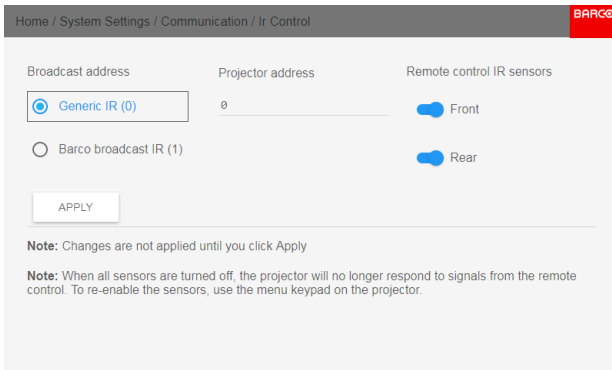 Home / System Settings / Communication / Ir Control
BARCO
Broadcast address
Projector address
Remote control IR sensors
Generic IR (0)
0
Front
Barco broadcast IR (1)
Rear
APPLY
Note: Changes are not applied until you click Apply
Note: When all sensors are turned off, the projector will no longer respond to signals from the remote
control. To re-enable the sensors, use the menu keypad on the projector.